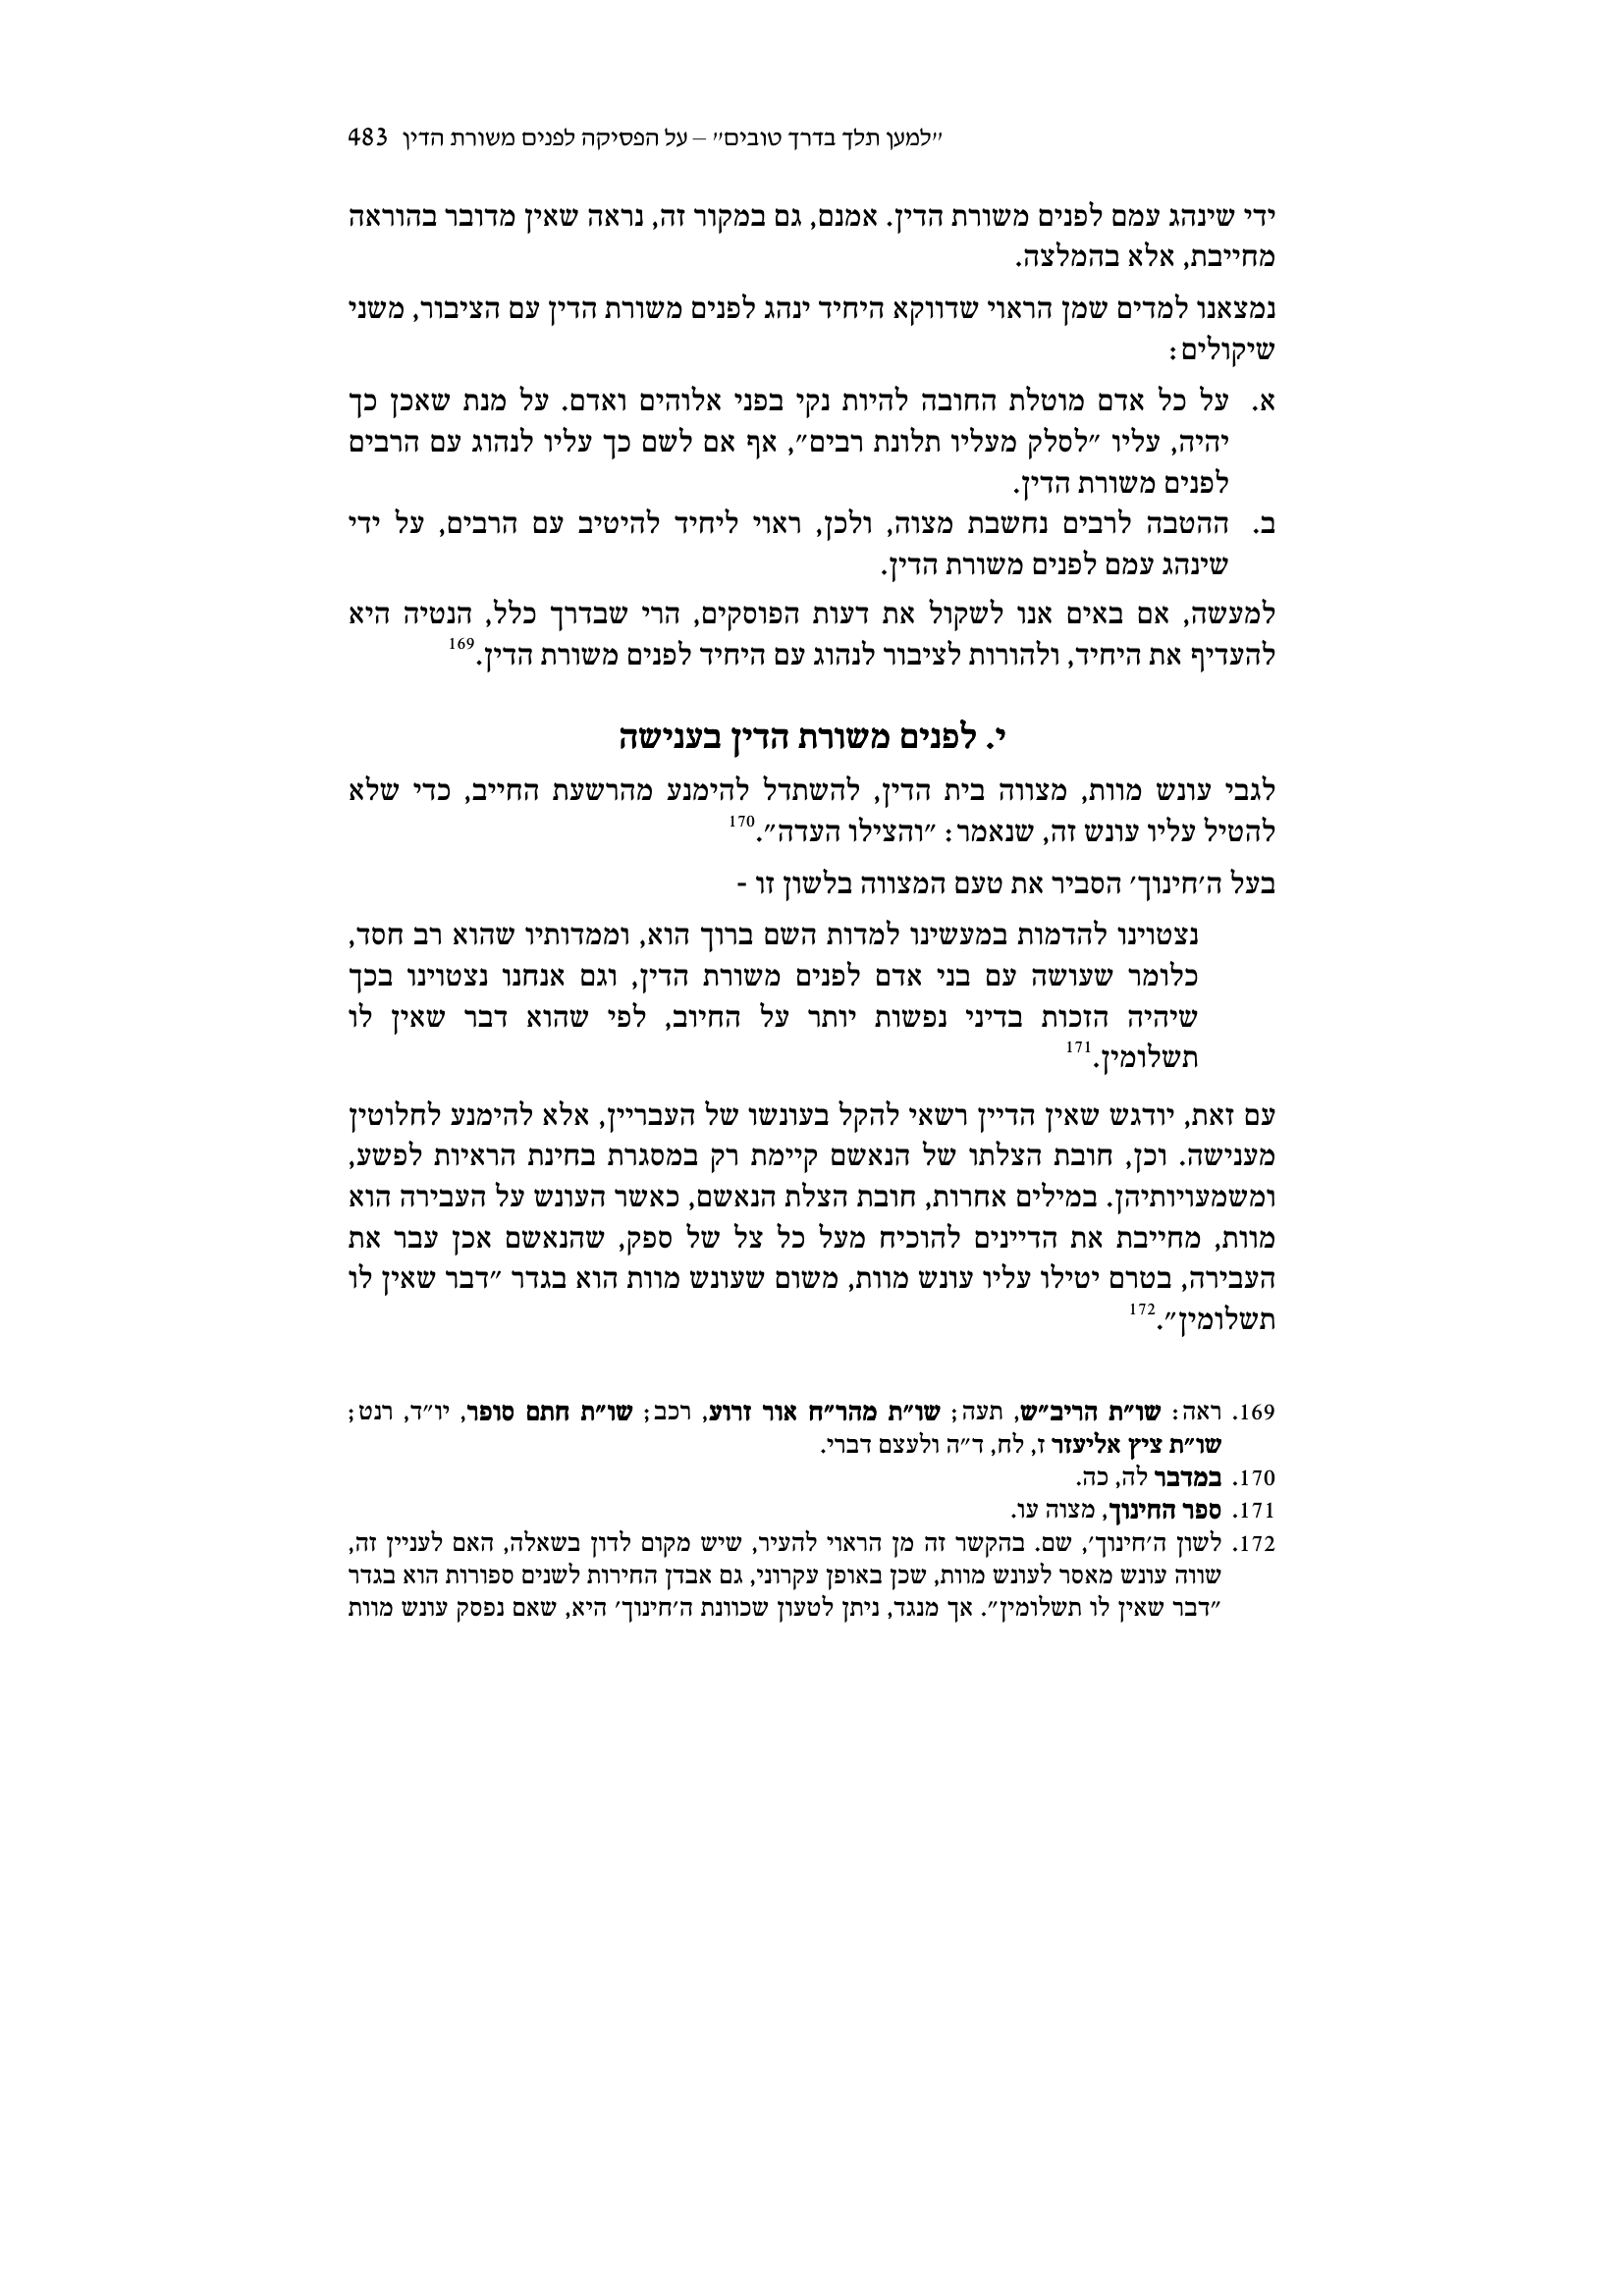 ״למען תלך בדרך טובים״ – על הפסיקה לפנים משורת הדין 483
ידי שינהג עמם לפנים משורת הדין. אמנם, גם במקור זה, נראה שאין מדובר בהוראה
מחייבת, אלא בהמלצה.
נמצאנו למדים שמן הראוי שדווקא היחיד ינהג לפנים משורת הדין עם הציבור, משני
שיקולים:
א. על כל אדם מוטלת החובה להיות נקי בפני אלוהים ואדם. על מנת שאכן כך
יהיה, עליו ״לסלק מעליו תלונת רבים״, אף אם לשם כך עליו לנהוג עם הרבים
לפנים משורת הדין.
ב. ההטבה לרבים נחשבת מצוה, ולכן, ראוי ליחיד להיטיב עם הרבים, על ידי
שינהג עמם לפנים משורת הדין.
למעשה, אם באים אנו לשקול את דעות הפוסקים, הרי שבדרך כלל, הנטיה היא
להעדיף את היחיד, ולהורות לציבור לנהוג עם היחיד לפנים משורת הדין.169
י. לפנים משורת הדין בענישה
לגבי עונש מוות, מצווה בית הדין, להשתדל להימנע מהרשעת החייב, כדי שלא
להטיל עליו עונש זה, שנאמר: ״והצילו העדה״.170
בעל ה׳חינוך׳ הסביר את טעם המצווה בלשון זו -
נצטוינו להדמות במעשינו למדות השם ברוך הוא, וממדותיו שהוא רב חסד,
כלומר שעושה עם בני אדם לפנים משורת הדין, וגם אנחנו נצטוינו בכך
שיהיה הזכות בדיני נפשות יותר על החיוב, לפי שהוא דבר שאין לו
תשלומין.171
עם זאת, יודגש שאין הדיין רשאי להקל בעונשו של העבריין, אלא להימנע לחלוטין
מענישה. וכן, חובת הצלתו של הנאשם קיימת רק במסגרת בחינת הראיות לפשע,
ומשמעויותיהן. במילים אחרות, חובת הצלת הנאשם, כאשר העונש על העבירה הוא
מוות, מחייבת את הדיינים להוכיח מעל כל צל של ספק, שהנאשם אכן עבר את
העבירה, בטרם יטילו עליו עונש מוות, משום שעונש מוות הוא בגדר ״דבר שאין לו
תשלומין״.172
169. ראה: שו״ת הריב״ש, תעה; שו״ת מהר״ח אור זרוע, רכב; שו״ת חתם סופר, יו״ד, רנט;
שו״ת ציץ אליעזר ז, לח, ד״ה ולעצם דברי.
170. במדבר לה, כה.
171. ספר החינוך, מצוה עו.
172. לשון ה׳חינוך׳, שם. בהקשר זה מן הראוי להעיר, שיש מקום לדון בשאלה, האם לעניין זה,
שווה עונש מאסר לעונש מוות, שכן באופן עקרוני, גם אבדן החירות לשנים ספורות הוא בגדר
״דבר שאין לו תשלומין״. אך מנגד, ניתן לטעון שכוונת ה׳חינוך׳ היא, שאם נפסק עונש מוות